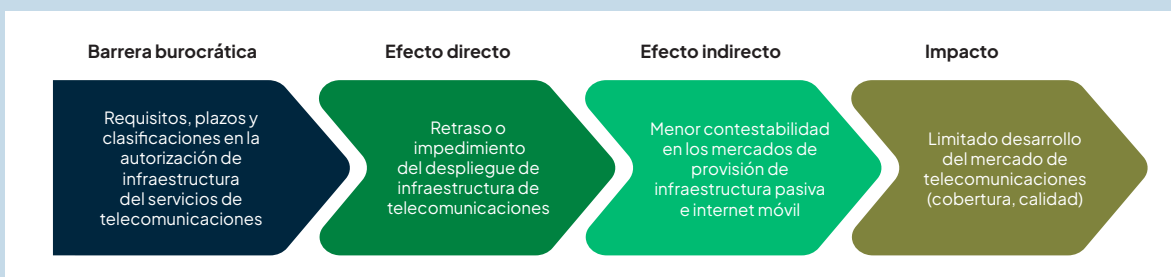 Barrera burocrática
Efecto directo
Efecto indirecto
Impacto
Requisitos, plazos y
clasificaciones en la
autorización de
infraestructura
del servicios de
telecomunicaciones
Retraso o
impedimento
del despliegue de
infraestructura de
telecomunicaciones
Menor contestabilidad
en los mercados de
provisión de
infraestructura pasiva
e internet móvil
Limitado desarrollo
del mercado de
telecomunicaciones
(cobertura, calidad)